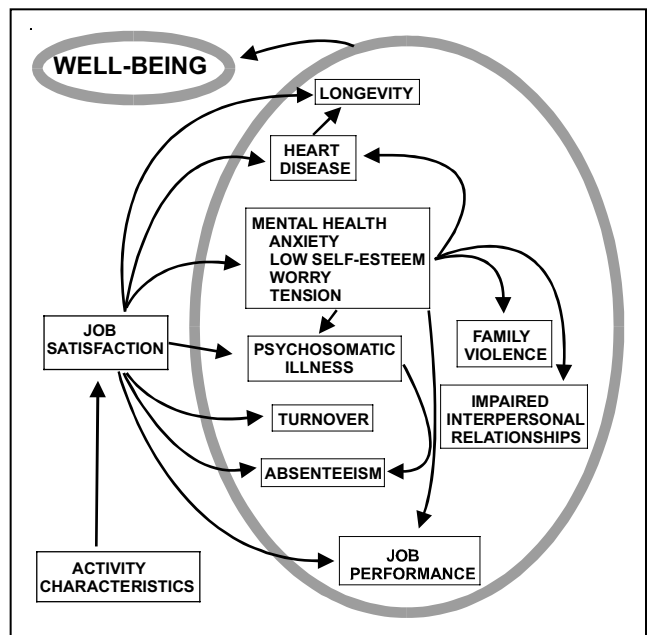 WELL-BEING
LONGEVITY
HEART
DISEASE
MENTAL HEALTH
ANXIETY
LOW SELF-ESTEEM
WORRY
TENSION
JOB
SATISFACTION
PSYCHOSOMATIC
ILLNESS
FAMILY
VIOLENCE
IMPAIRED
INTERPERSONAL
RELATIONSHIPS
TURNOVER
ABSENTEEISM
JOB
PERFORMANCE
ACTIVITY
CHARACTERISTICS